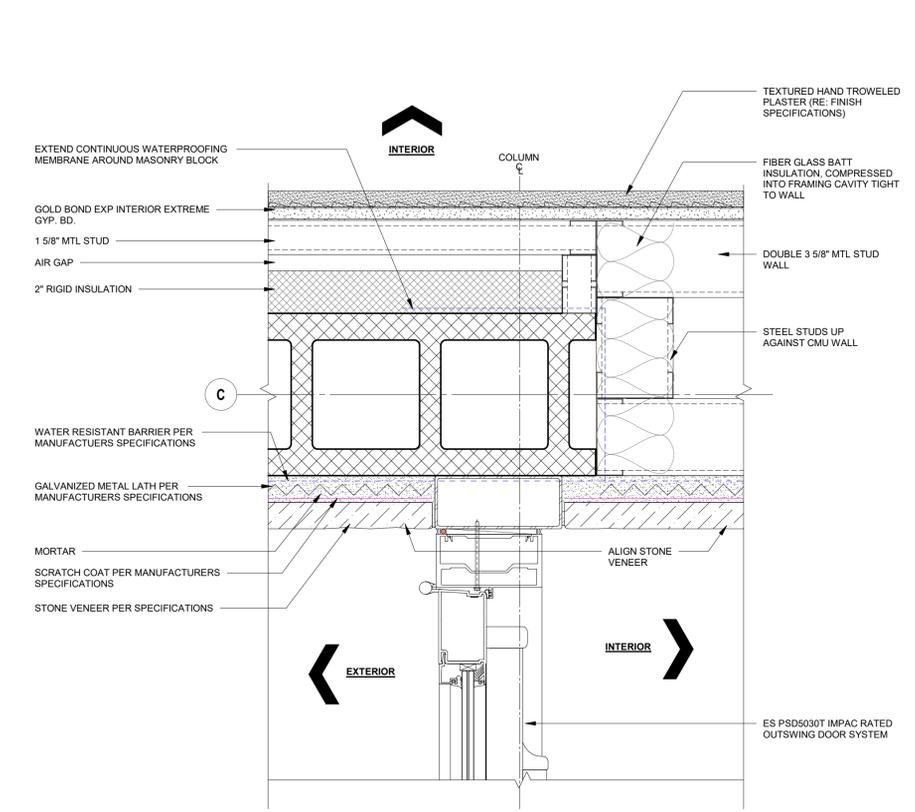 TEXTURED HAND TROWELED
PLASTER (RE: FINISH
SPECIFICATIONS)
EXTEND CONTINUOUS WATERPROOFING
MEMBRANE AROUND MASONRY BLOCK
INTERIOR
COLUMN
℄
FIBER GLASS BATT
INSULATION, COMPRESSED
INTO FRAMING CAVITY TIGHT
TO WALL
GOLD BOND EXP INTERIOR EXTREME
GYP. BD.
1 5/8" MTL STUD
AIR GAP
2" RIGID INSULATION
DOUBLE 3 5/8" MTL STUD
WALL
STEEL STUDS UP
AGAINST CMU WALL
C
WATER RESISTANT BARRIER PER
MANUFACTUERS SPECIFICATIONS
GALVANIZED METAL LATH PER
MANUFACTURERS SPECIFICATIONS
MORTAR
SCRATCH COAT PER MANUFACTURERS
SPECIFICATIONS
STONE VENEER PER SPECIFICATIONS
ALIGN STONE
VENEER
EXTERIOR
INTERIOR
ES PSD5030T IMPAC RATED
OUTSWING DOOR SYSTEM